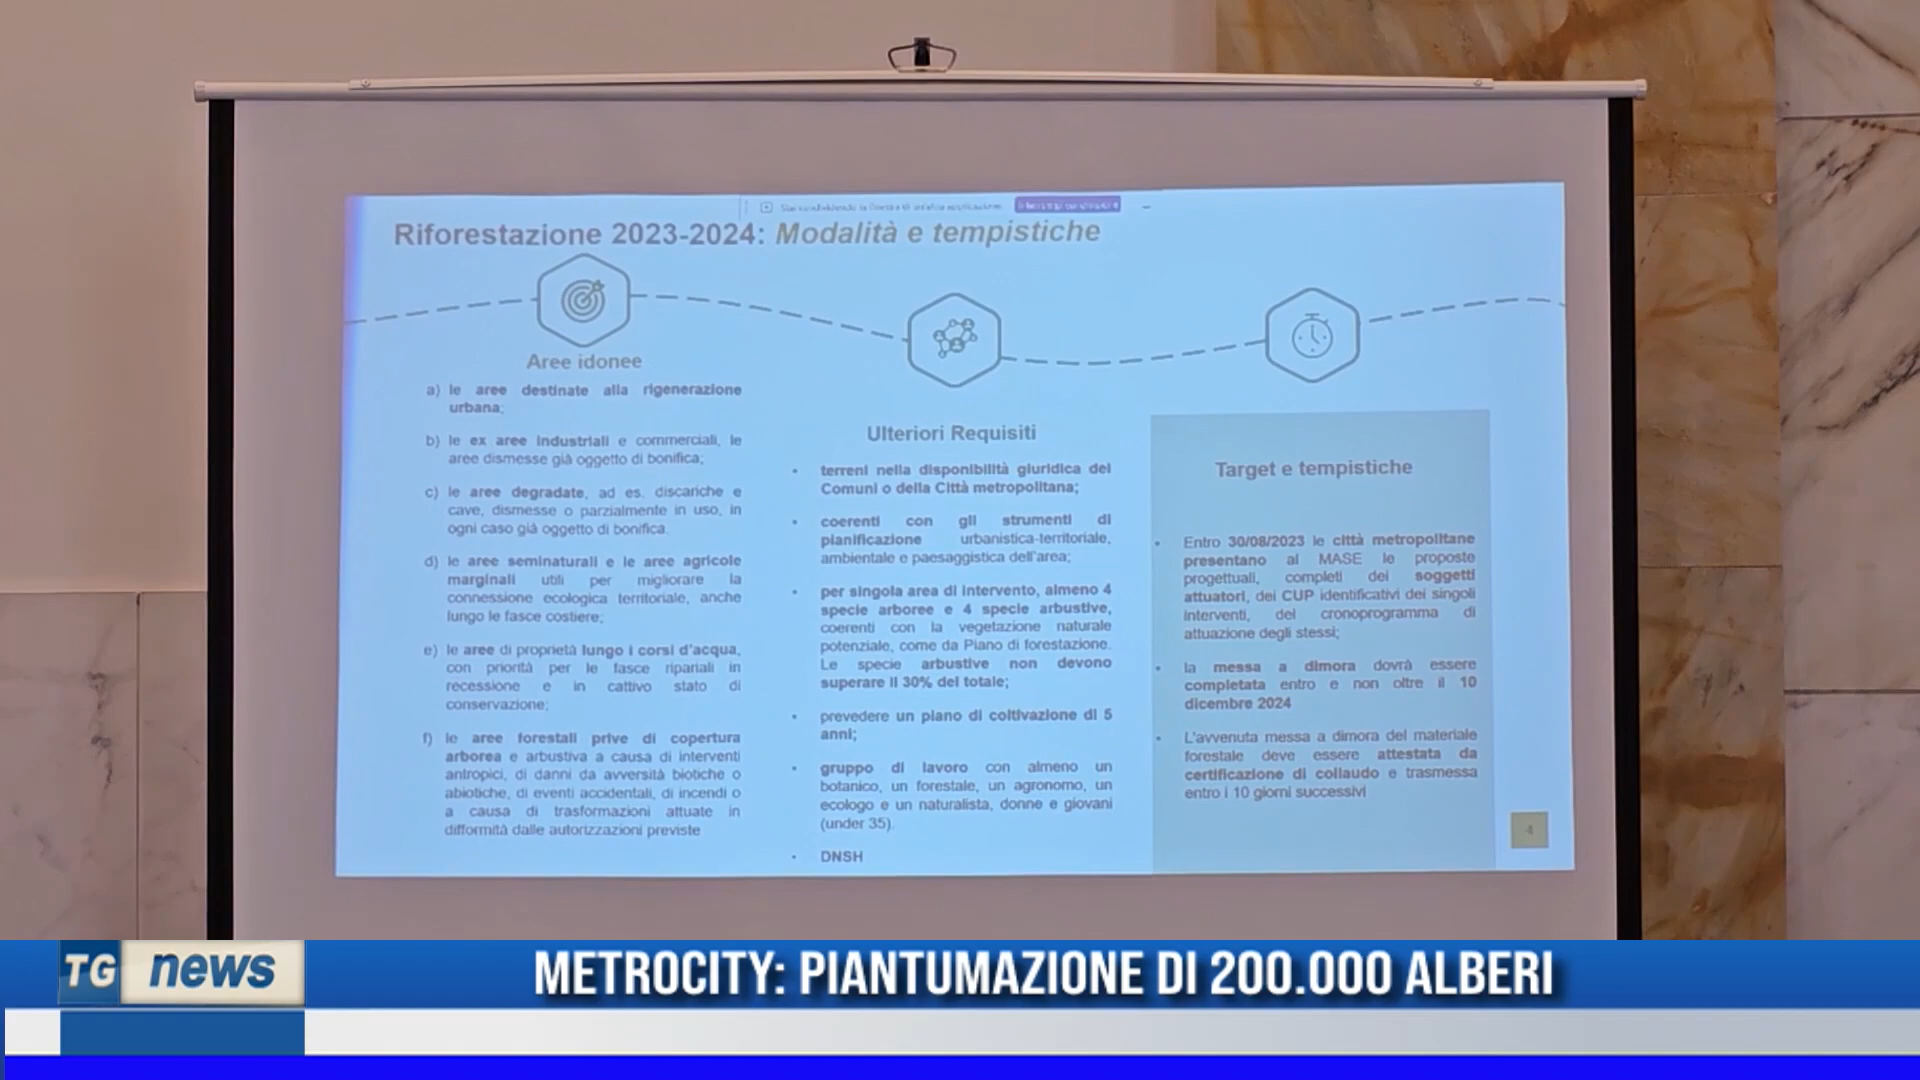 Riforestazione 2023-2024: Modalità e tempistiche
Aree idonee
a) le aree destinate alla rigenerazione
urbana;
b) le ex aree industriali e commerciali, le
aree dismesse già oggetto di bonifica;
c) le aree degradate, ad es. discariche e
cave, dismesse o parzialmente in uso, in
ogni caso già oggetto di bonifica.
d) le aree seminaturali e le aree agricole
marginali utili per migliorare la
connessione ecologica territoriale, anche
lungo le fasce costiere;
e) le aree di proprietà lungo i corsi d'acqua,
con priorità per le fasce ripariali in
recessione e in cattivo stato di
conservazione;
f) le aree forestali prive di copertura
arborea e arbustiva a causa di interventi
antropici, di danni da avversità biotiche o
abiotiche, di eventi accidentali, di incendi o
a causa di trasformazioni attuate in
difformità dalle autorizzazioni previste
Ulteriori Requisiti
• terreni nella disponibilità giuridica dei
Comuni o della Città metropolitana;
• coerenti con gli strumenti di
pianificazione urbanistica-territoriale,
ambientale e paesaggistica dell'area;
• per singola area di intervento, almeno 4
specie arboree e 4 specie arbustive,
coerenti con la vegetazione naturale
potenziale, come da Piano di forestazione.
Le specie arbustive non devono
superare il 30% del totale;
• prevedere un piano di coltivazione di 5
anni;
• gruppo di lavoro con almeno un
botanico, un forestale, un agronomo, un
ecologo e un naturalista, donne e giovani
(under 35).
• DNSH
Target e tempistiche
• Entro 30/08/2023 le città metropolitane
presentano al MASE le proposte
progettuali, completi dei soggetti
attuatori, dei CUP identificativi dei singoli
interventi, del cronoprogramma di
attuazione degli stessi;
• la messa a dimora dovrà essere
completata entro e non oltre il 10
dicembre 2024
• L'avvenuta messa a dimora del materiale
forestale deve essere attestata da
certificazione di collaudo e trasmessa
entro i 10 giorni successivi
4
TG news
METROCITY: PIANTUMAZIONE DI 200.000 ALBERI